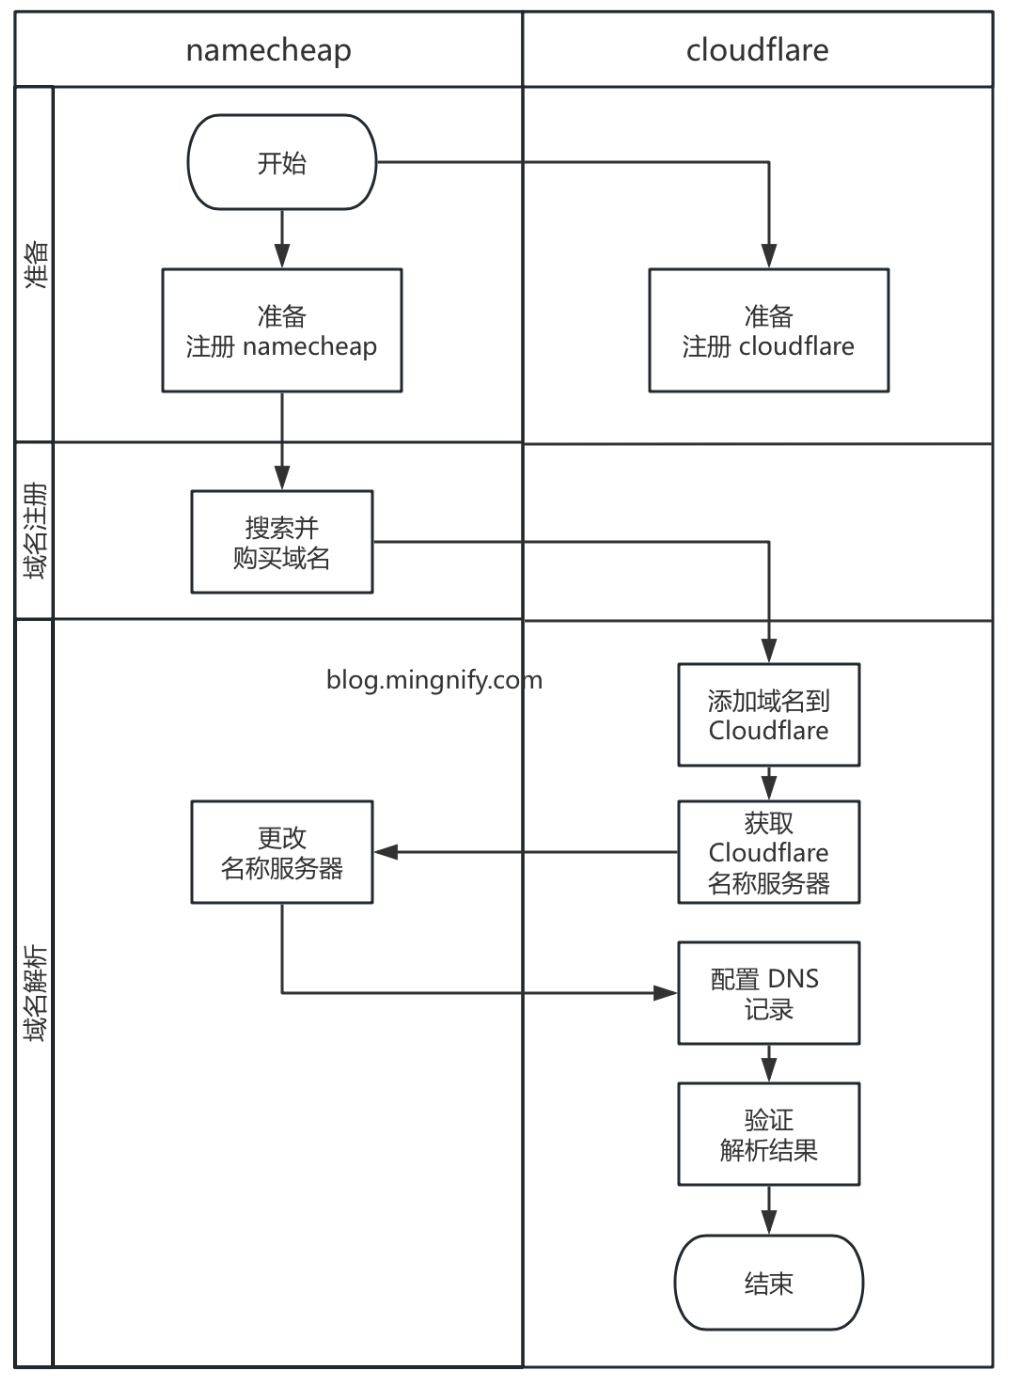 namecheap
cloudflare
准备
开始
准备
注册 namecheap
准备
注册 cloudflare
域名注册
搜索并
购买域名
域名解析
blog.mingnify.com
添加域名到
Cloudflare
获取
Cloudflare
名称服务器
更改
名称服务器
配置 DNS
记录
验证
解析结果
结束